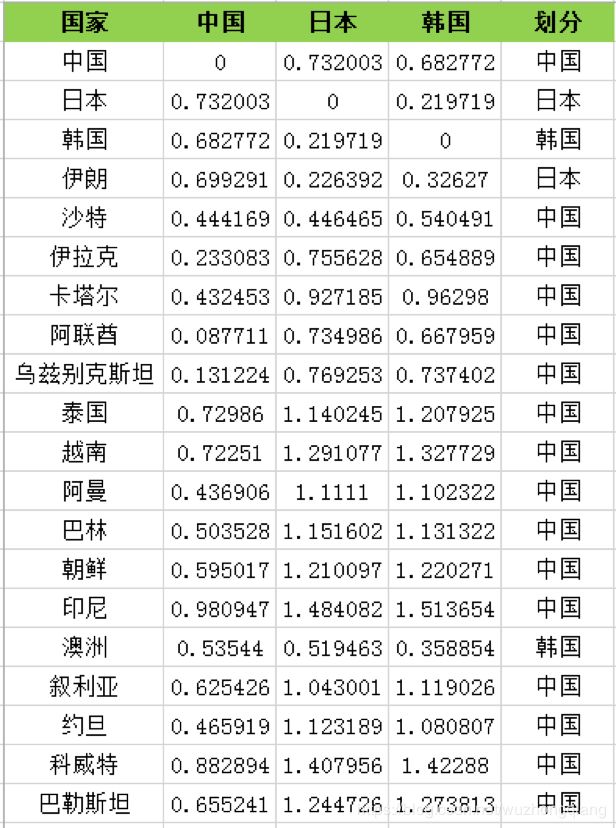 国家 中国 日本 韩国 划分
中国 0 0.732003 0.682772 中国
日本 0.732003 0 0.219719 日本
韩国 0.682772 0.219719 0 韩国
伊朗 0.699291 0.226392 0.32627 日本
沙特 0.444169 0.446465 0.540491 中国
伊拉克 0.233083 0.755628 0.654889 中国
卡塔尔 0.432453 0.927185 0.96298 中国
阿联酋 0.087711 0.734986 0.667959 中国
乌兹别克斯坦 0.131224 0.769253 0.737402 中国
泰国 0.72986 1.140245 1.207925 中国
越南 0.72251 1.291077 1.327729 中国
阿曼 0.436906 1.1111 1.102322 中国
巴林 0.503528 1.151602 1.131322 中国
朝鲜 0.595017 1.210097 1.220271 中国
印尼 0.980947 1.484082 1.513654 中国
澳洲 0.53544 0.519463 0.358854 韩国
叙利亚 0.625426 1.043001 1.119026 中国
约旦 0.465919 1.123189 1.080807 中国
科威特 0.882894 1.407956 1.42288 中国
巴勒斯坦 0.655241 1.244726 1.273813 中国